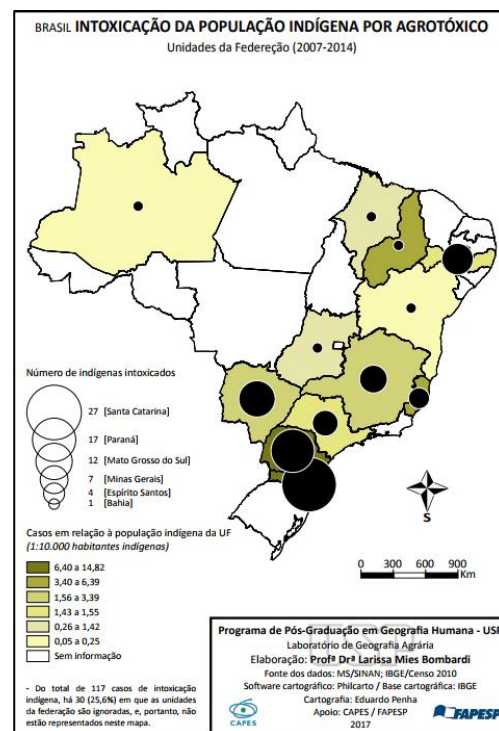 BRASIL INTOXICAÇÃO DA POPULAÇÃO INDÍGENA POR AGROTÓXICO
Unidades da Federeção (2007-2014)
Número de indígenas intoxicados
27 [Santa Catarina]
17 [Paraná]
12 [Mato Grosso do Sul]
7 [Minas Gerais]
4 [Espírito Santos]
1 [Bahia]
Casos em relação à população indígena da UF
(1:10.000 habitantes indígenas)
6,40 a 14,82
3,40 a 6,39
1,56 a 3,39
1,43 a 1,55
0,26 a 1,42
0,05 a 0,25
Sem informação
- Do total de 117 casos de intoxicação
indígena, há 30 (25,6%) em que as unidades
da federação são ignoradas, e, portanto, não
estão representados neste mapa.
S
0 300 600 900
Km
USP
Programa de Pós-Graduação em Geografia Humana - USP
Laboratório de Geografia Agrária
Elaboração: Profª Drª Larissa Mies Bombardi
Fonte dos dados: MS/SINAN; IBGE/Censo 2010
Software cartográfico: Philcarto / Base cartográfica: IBGE
Cartografia: Eduardo Penha
Apoio: CAPES / FAPESP
2017
CAPES
FAPESP